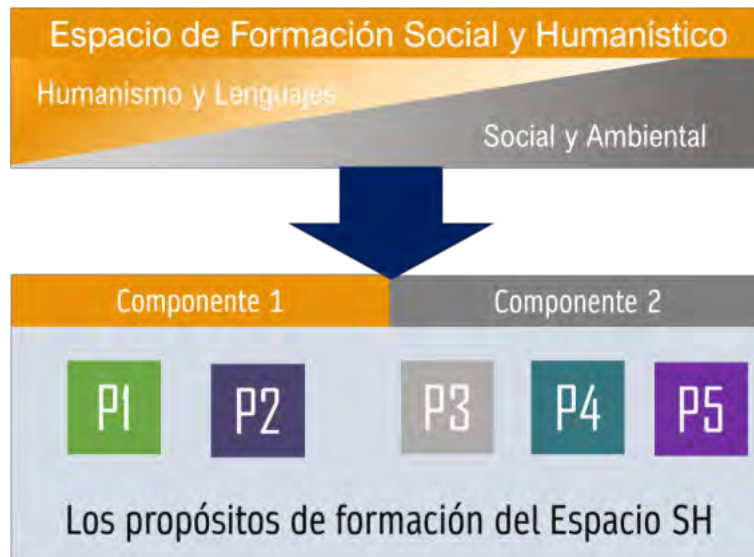 Espacio de Formación Social y Humanístico
Humanismo y Lenguajes
Social y Ambiental
Componente 1
Componente 2
P1
P2
P3
P4
P5
Los propósitos de formación del Espacio SH